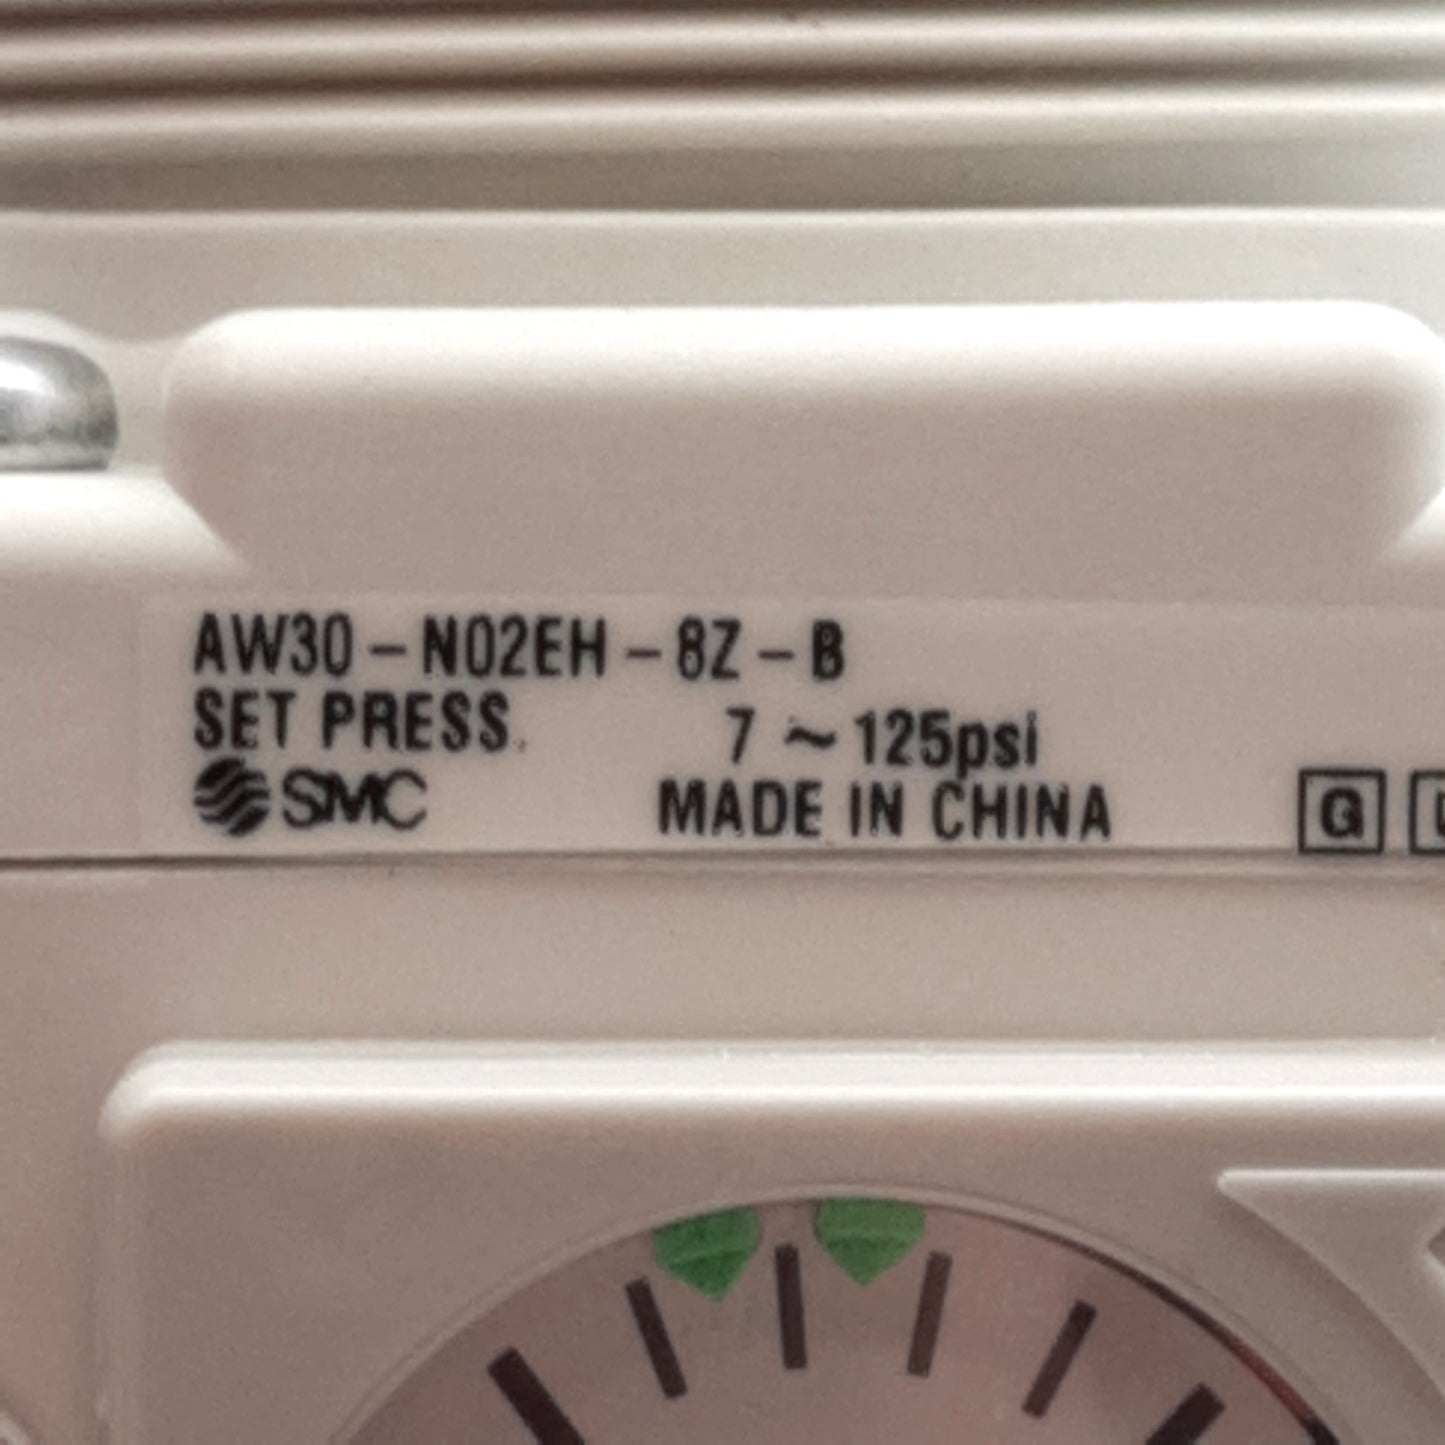 AW30-N02EH-8Z-B
SET PRESS. 7 ~ 125psi
SMC MADE IN CHINA G